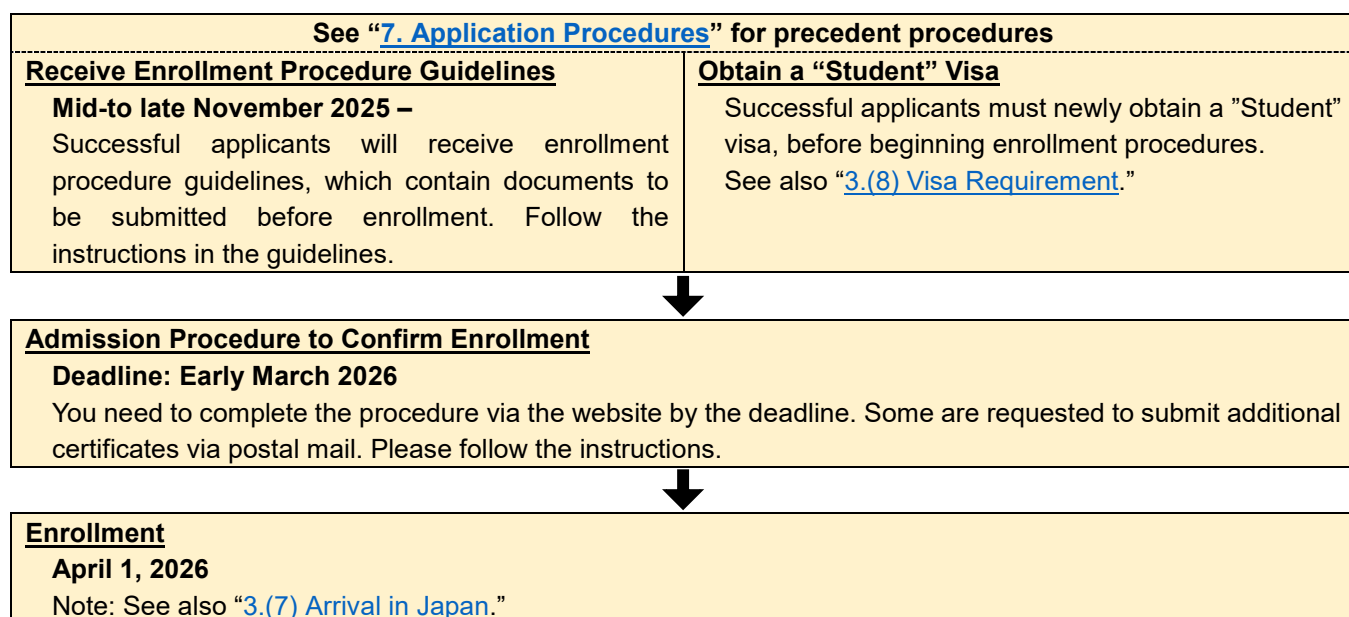 See “7. Application Procedures” for precedent procedures
Receive Enrollment Procedure Guidelines
Mid-to late November 2025 –
Successful applicants will receive enrollment
procedure guidelines, which contain documents to
be submitted before enrollment. Follow the
instructions in the guidelines.
Obtain a “Student” Visa
Successful applicants must newly obtain a ”Student”
visa, before beginning enrollment procedures.
See also “3.(8) Visa Requirement.”
Admission Procedure to Confirm Enrollment
Deadline: Early March 2026
You need to complete the procedure via the website by the deadline. Some are requested to submit additional
certificates via postal mail. Please follow the instructions.
Enrollment
April 1, 2026
Note: See also “3.(7) Arrival in Japan.”